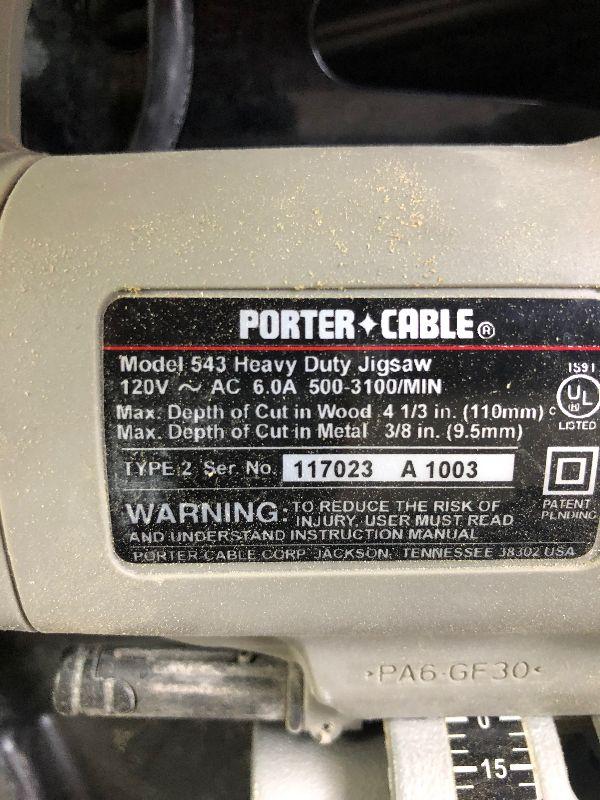 PORTER+CABLE®
Model 543 Heavy Duty Jigsaw
120V ~ AC 6.0A 500-3100/MIN
Max. Depth of Cut in Wood 4 1/3 in. (110mm)
Max. Depth of Cut in Metal 3/8 in. (9.5mm)
1591
C UL
LISTED
TYPE 2 Ser No. 117023 A 1003
PATENT
PENDING
WARNING: TO REDUCE THE RISK OF
INJURY, USER MUST READ
AND UNDERSTAND INSTRUCTION MANUAL
PORTER CABLE CORP. JACKSON, TENNESSEE 38302 USA
>PA6-GF30<
0
15